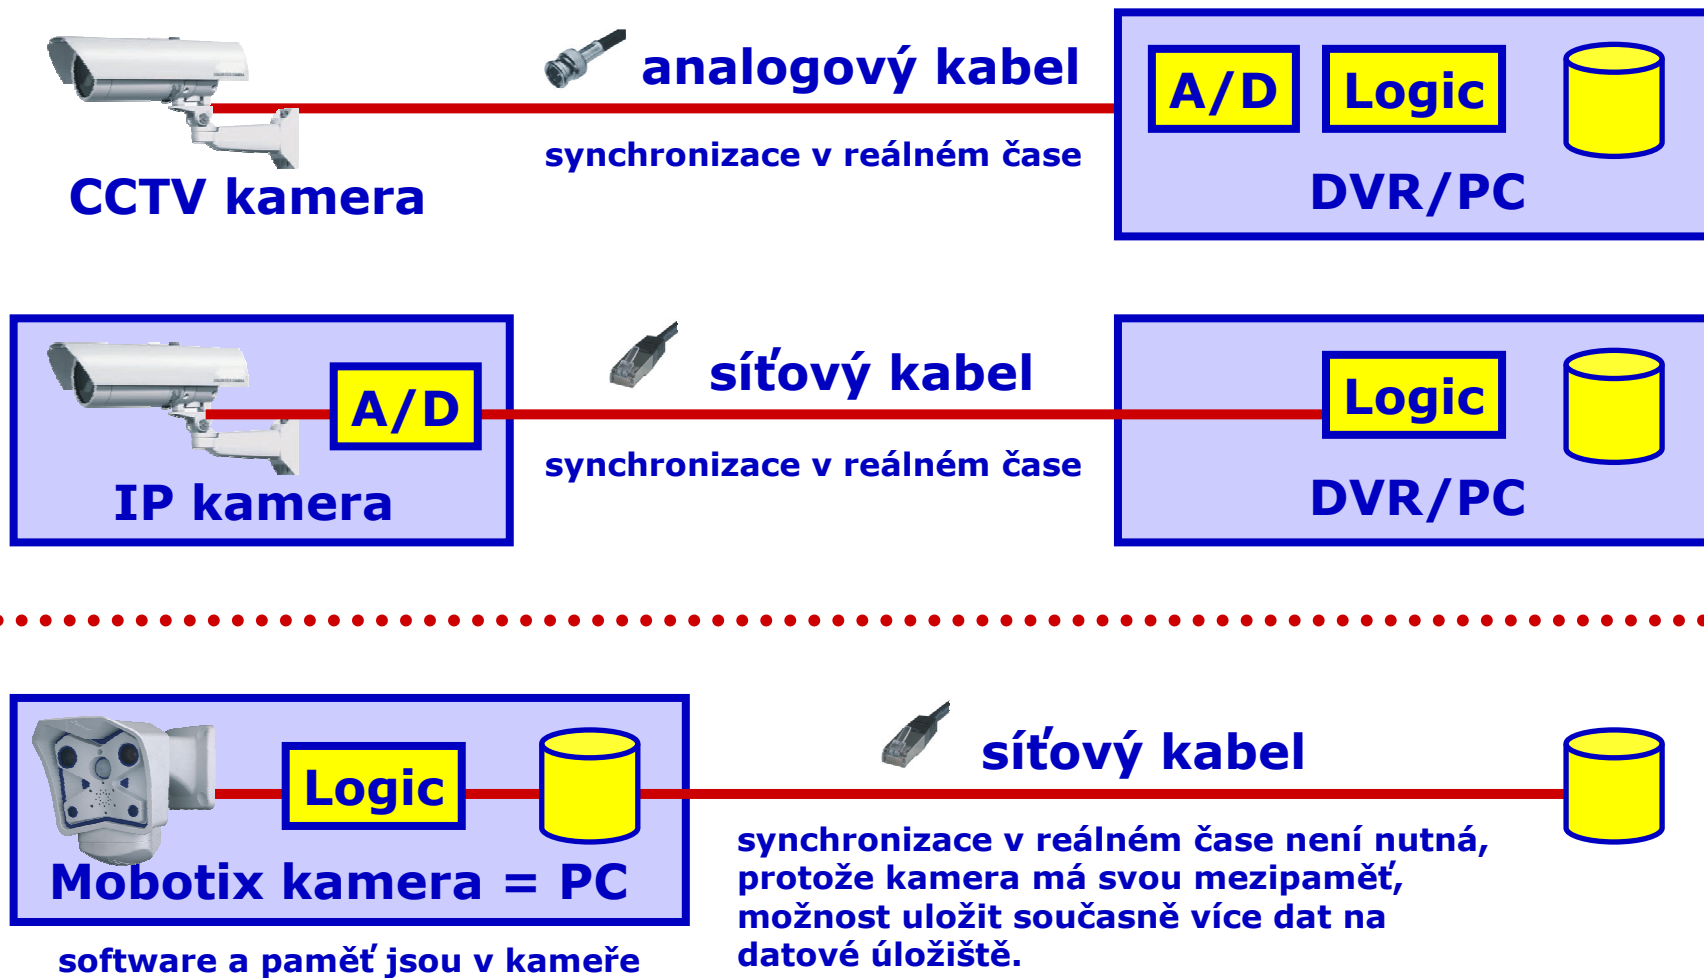 analogový kabel
A/D
Logic
synchronizace v reálném čase
CCTV kamera
DVR/PC
síťový kabel
A/D
Logic
synchronizace v reálném čase
IP kamera
DVR/PC
síťový kabel
Logic
synchronizace v reálném čase není nutná,
protože kamera má svou mezipaměť,
možnost uložit současně více dat na
datové úložiště.
Mobotix kamera = PC
software a paměť jsou v kameře